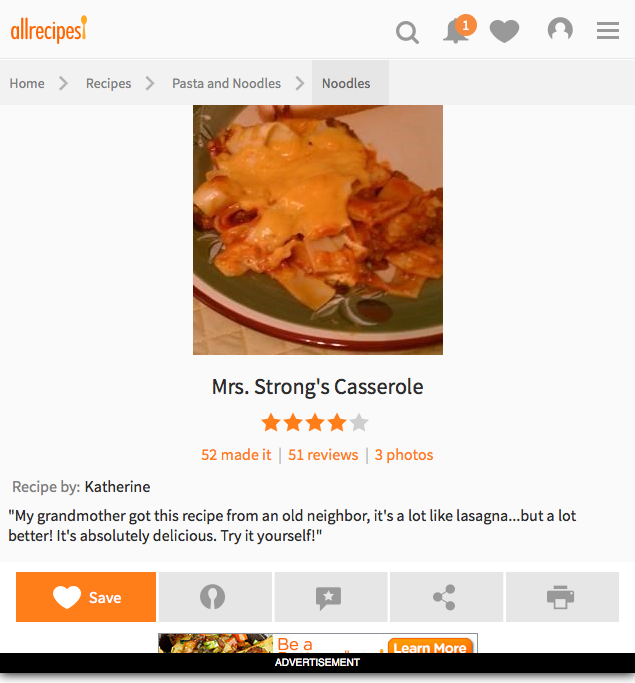 allrecipes
1
Home
Recipes
Pasta and Noodles
Noodles
Mrs. Strong's Casserole
52 made it | 51 reviews | 3 photos
Recipe by: Katherine
"My grandmother got this recipe from an old neighbor, it's a lot like lasagna...but a lot
better! It's absolutely delicious. Try it yourself!"
Save
Be a
Learn More
ADVERTISEMENT